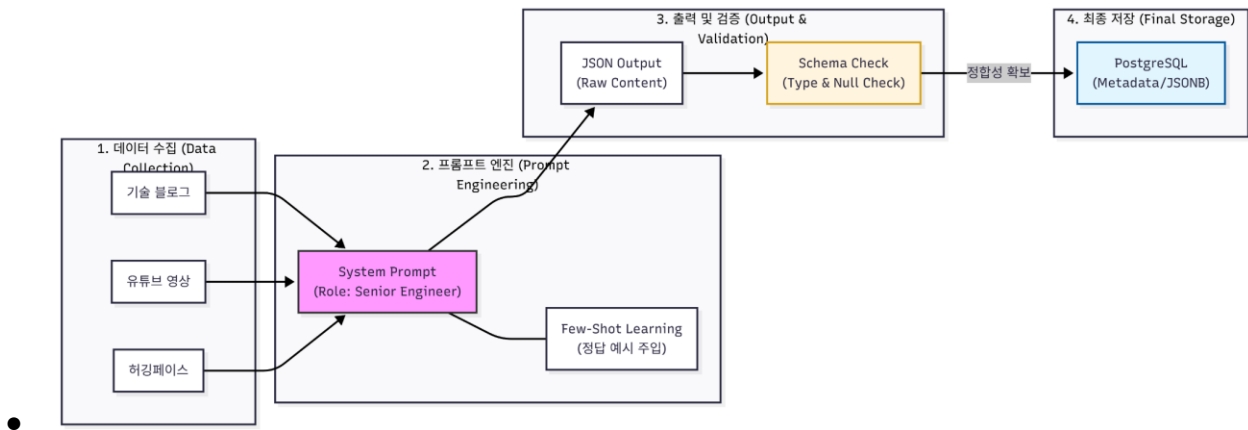 1. 데이터 수집 (Data
Collection)
기술 블로그
유튜브 영상
허깅페이스
2. 프롬프트 엔진 (Prompt
Engineering)
System Prompt
(Role: Senior Engineer)
Few-Shot Learning
(정답 예시 주입)
3. 출력 및 검증 (Output &
Validation)
JSON Output
(Raw Content)
Schema Check
(Type & Null Check)
정합성 확보
4. 최종 저장 (Final Storage)
PostgreSQL
(Metadata/JSONB)